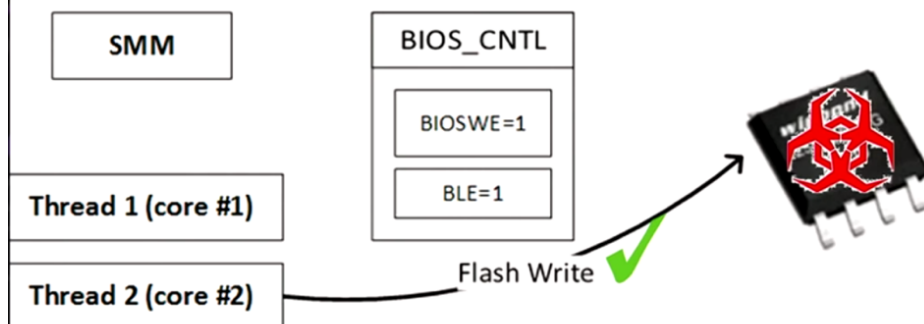 SMM
BIOS_CNTL
BIOSWE=1
BLE=1
Thread 1 (core #1)
Thread 2 (core #2)
Flash Write